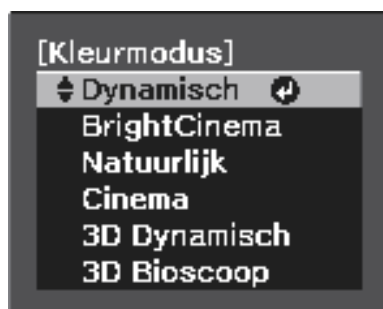 [Kleurmodus]
Dynamisch
BrightCinema
Natuurlijk
Cinema
3D Dynamisch
3D Bioscoop